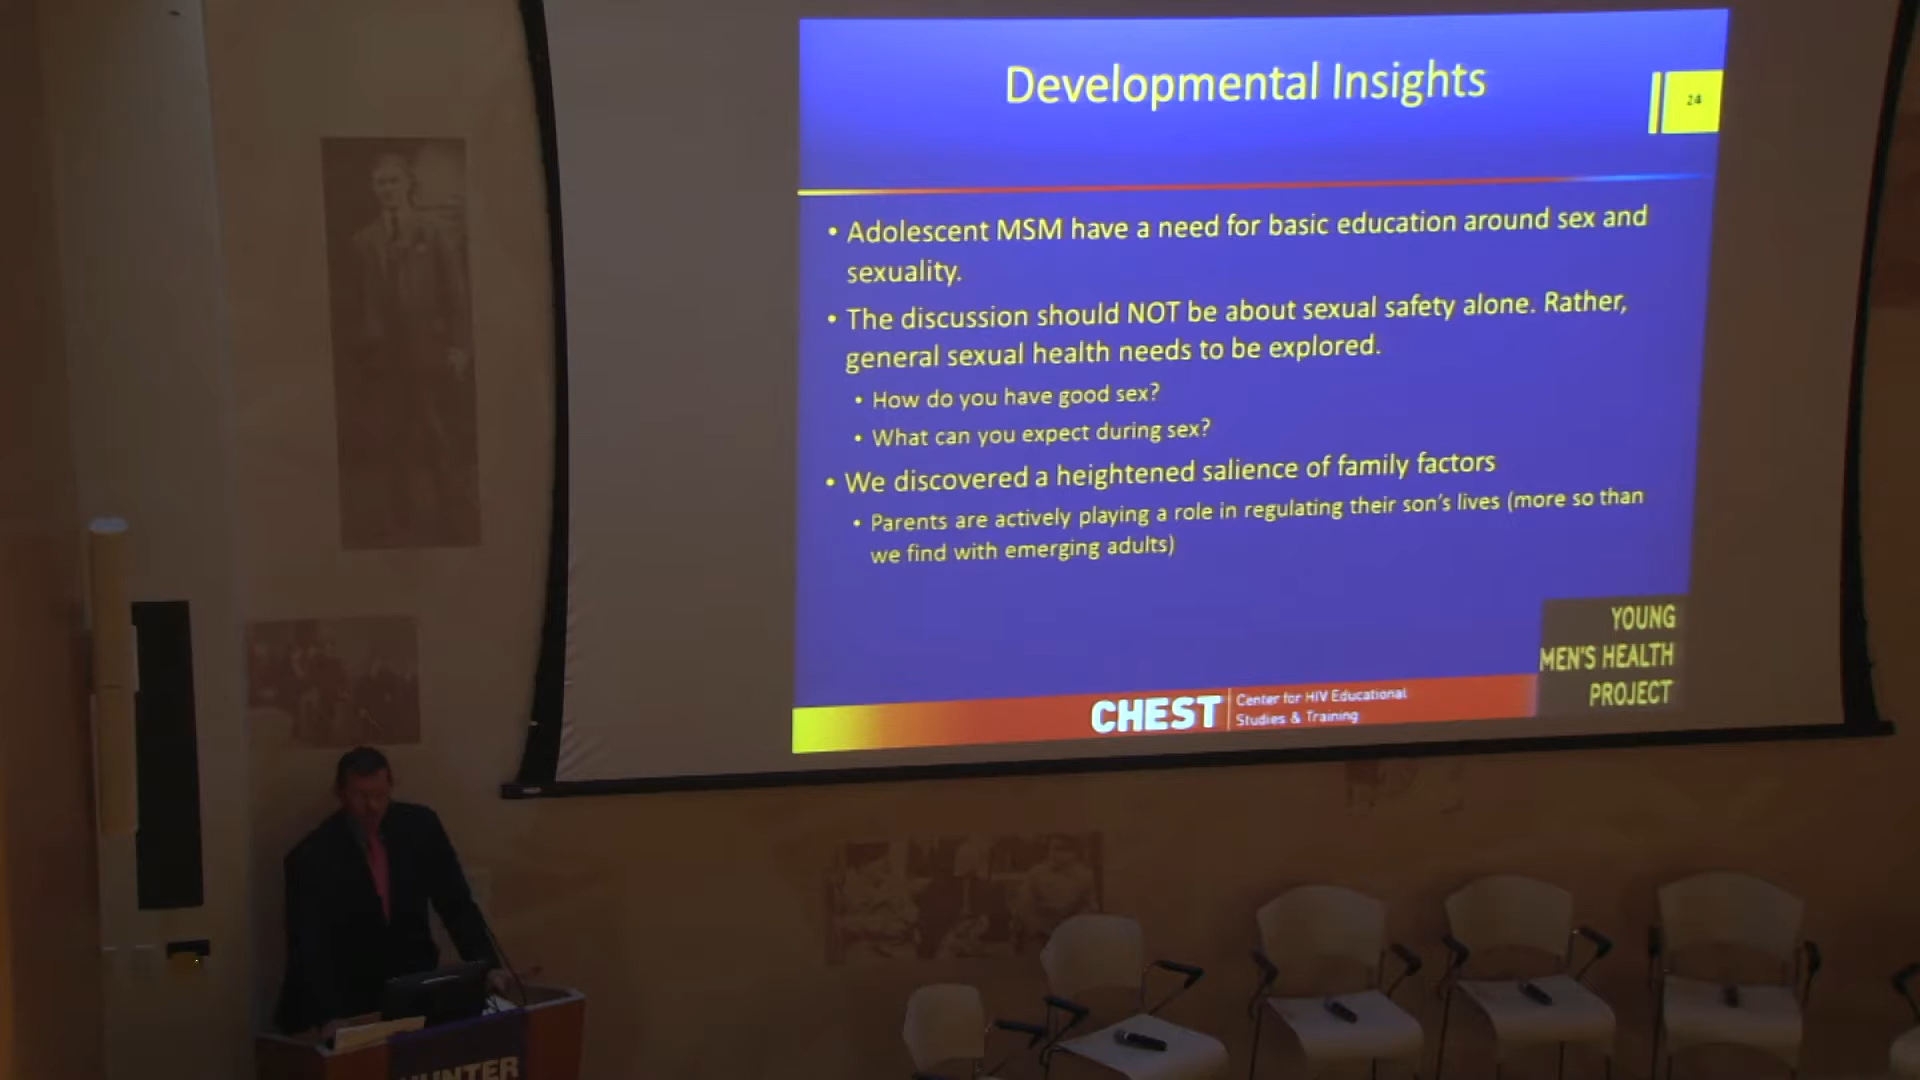 Developmental Insights
24
• Adolescent MSM have a need for basic education around sex and
sexuality.
• The discussion should NOT be about sexual safety alone. Rather,
general sexual health needs to be explored.
• How do you have good sex?
• What can you expect during sex?
• We discovered a heightened salience of family factors
• Parents are actively playing a role in regulating their son's lives (more so than
we find with emerging adults)
YOUNG
MEN'S HEALTH
PROJECT
CHEST
Center for HIV Educational
Studies & Training
HUNTER